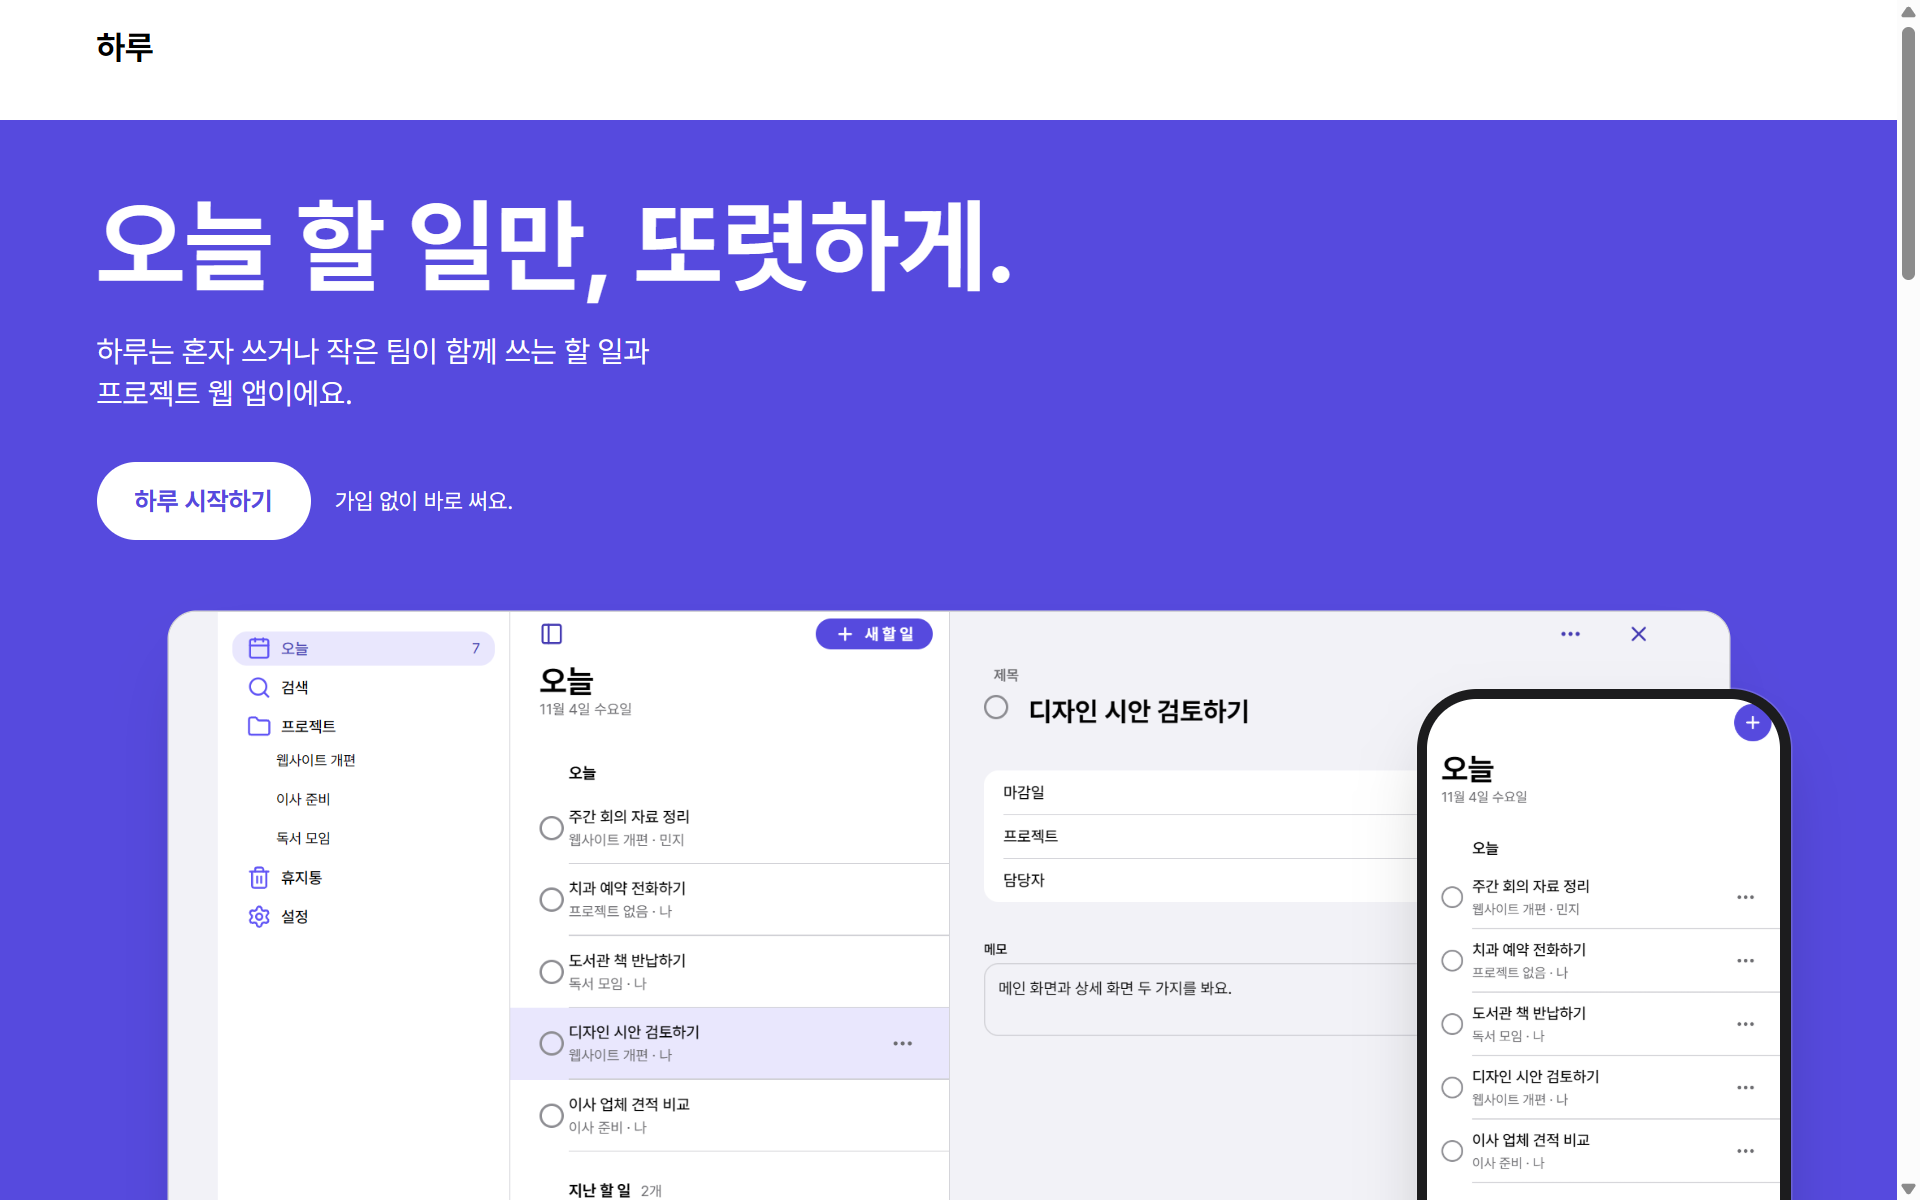 하루
오늘 할 일만, 또렷하게.
하루는 혼자 쓰거나 작은 팀이 함께 쓰는 할 일과
프로젝트 웹 앱이에요.
하루 시작하기
가입 없이 바로 써요.
오늘 7
검색
프로젝트
웹사이트 개편
이사 준비
독서 모임
휴지통
설정
새 할 일
오늘
11월 4일 수요일
오늘
주간 회의 자료 정리
웹사이트 개편 · 민지
치과 예약 전화하기
프로젝트 없음 · 나
도서관 책 반납하기
독서 모임 · 나
디자인 시안 검토하기
웹사이트 개편 · 나
이사 업체 견적 비교
이사 준비 · 나
지난 할 일 2개
제목
디자인 시안 검토하기
마감일
프로젝트
담당자
메모
메인 화면과 상세 화면 두 가지를 봐요.
오늘
11월 4일 수요일
오늘
주간 회의 자료 정리
웹사이트 개편 · 민지
치과 예약 전화하기
프로젝트 없음 · 나
도서관 책 반납하기
독서 모임 · 나
디자인 시안 검토하기
웹사이트 개편 · 나
이사 업체 견적 비교
이사 준비 · 나